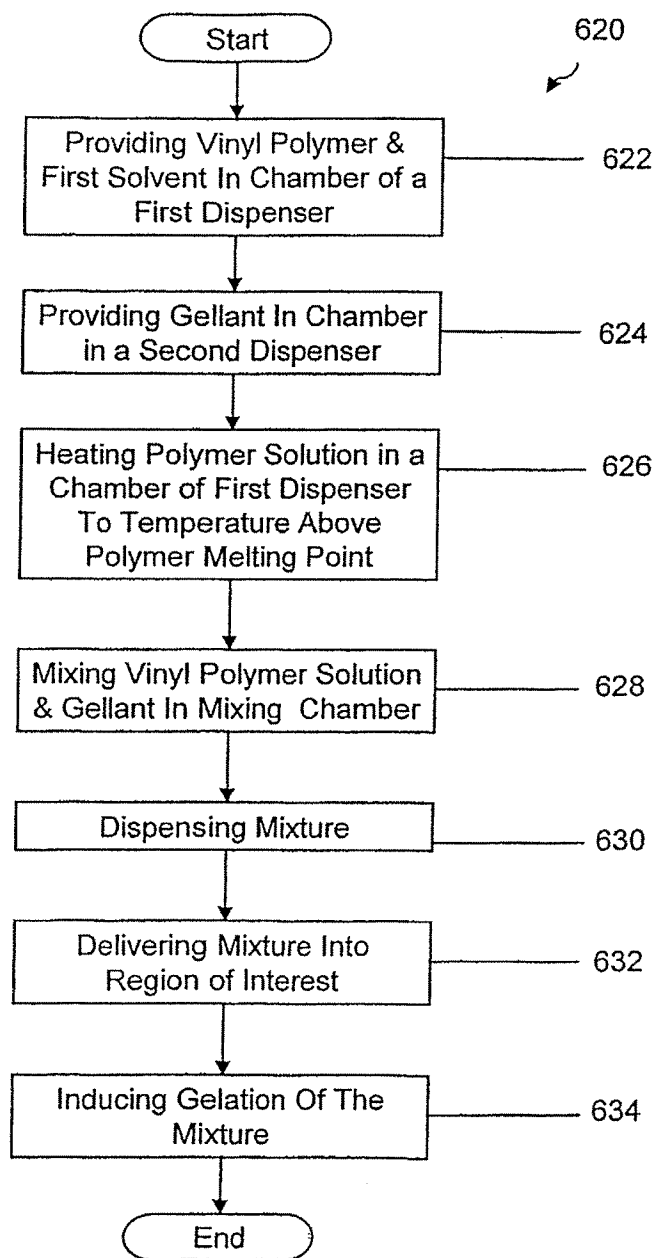 Start
620
Providing Vinyl Polymer &
First Solvent In Chamber of a
First Dispenser
622
Providing Gellant In Chamber
in a Second Dispenser
624
Heating Polymer Solution in a
Chamber of First Dispenser
To Temperature Above
Polymer Melting Point
626
Mixing Vinyl Polymer Solution
& Gellant In Mixing Chamber
628
Dispensing Mixture
630
Delivering Mixture Into
Region of Interest
632
Inducing Gelation Of The
Mixture
634
End